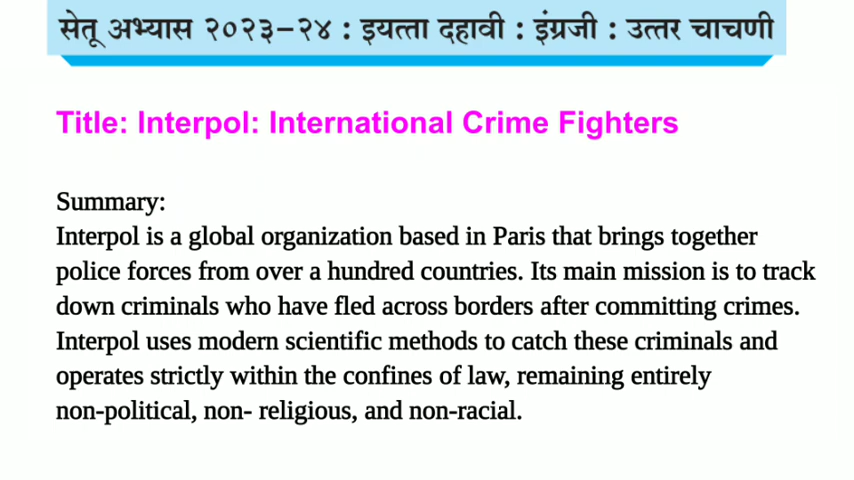 सेतू अभ्यास २०२३–२४ : इयत्ता दहावी : इंग्रजी : उत्तर चाचणी
Title: Interpol: International Crime Fighters
Summary:
Interpol is a global organization based in Paris that brings together
police forces from over a hundred countries. Its main mission is to track
down criminals who have fled across borders after committing crimes.
Interpol uses modern scientific methods to catch these criminals and
operates strictly within the confines of law, remaining entirely
non-political, non- religious, and non-racial.